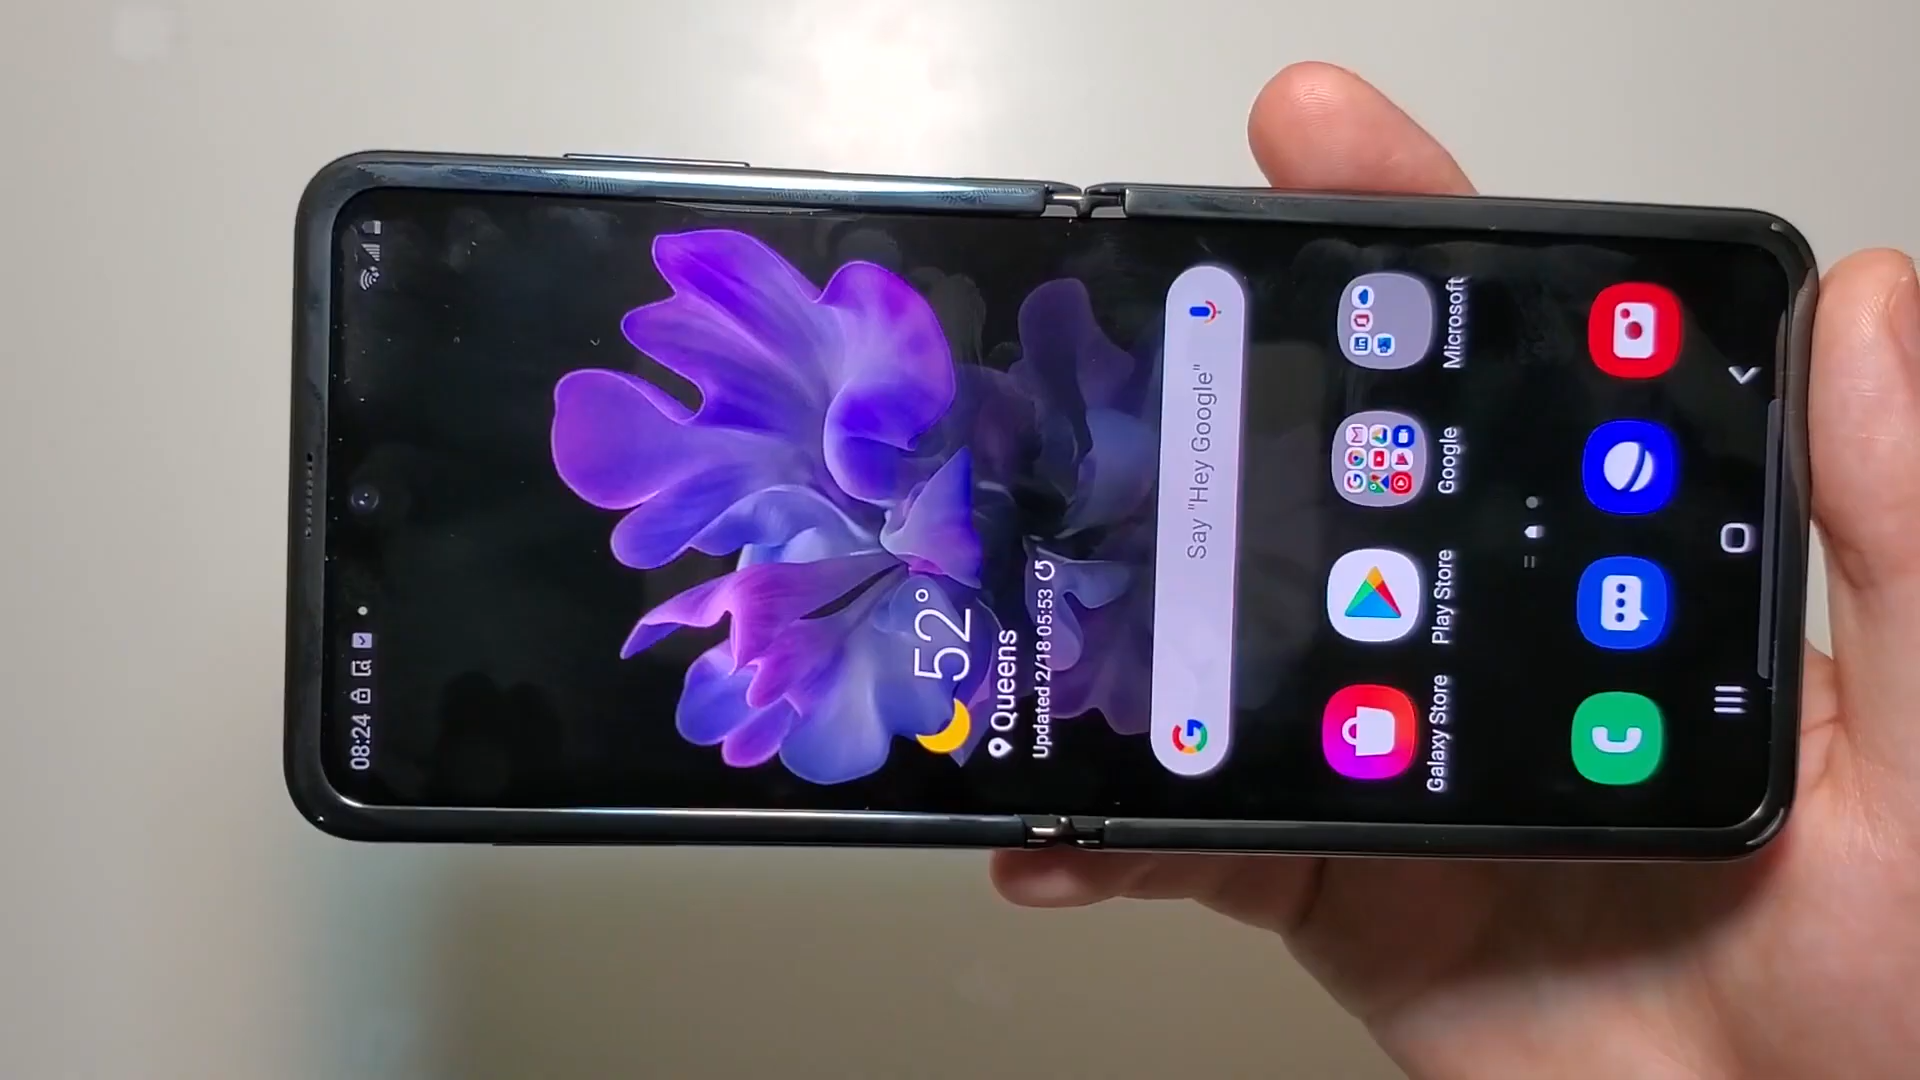 08:24
52°
Queens
Updated 2/18 05:53
Say "Hey Google"
Galaxy Store
Play Store
Google
Microsoft